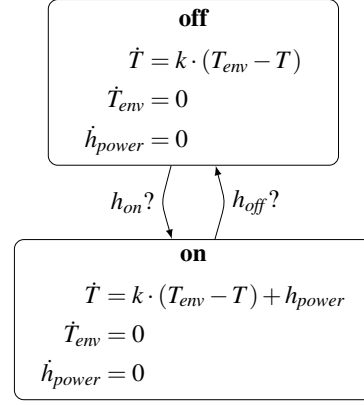 off
Ṫ = k · (T_env − T)
Ṫ_env = 0
ḣ_power = 0
h_on? h_off?
on
Ṫ = k · (T_env − T) + h_power
Ṫ_env = 0
ḣ_power = 0